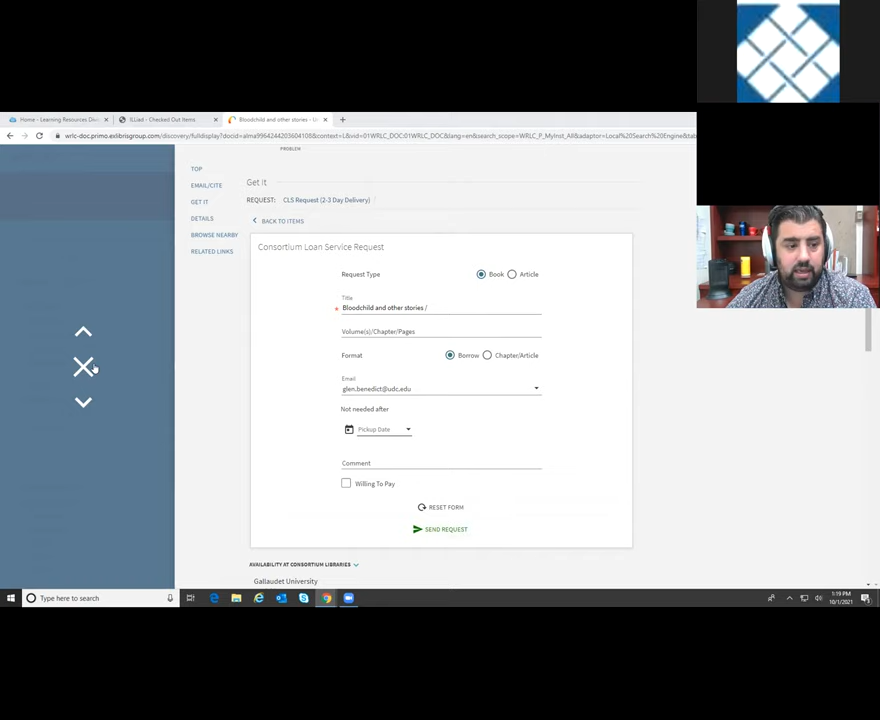 Home - Learning Resources Divi
ILLiad - Checked Out Items
Bloodchild and other stories - U
wrlc-doc.primo.exlibrisgroup.com/discovery/fulldisplay?docid=alma9964244203604108&context=L&vid=01WRLC_DOC:01WRLC_DOC&lang=en&search_scope=WRLC_P_MyInst_All&adaptor=Local%20Search%20Engine&tab
PROBLEM
TOP
EMAIL/CITE
GET IT
DETAILS
BROWSE NEARBY
RELATED LINKS
Get It
REQUEST: CLS Request (2-3 Day Delivery)
BACK TO ITEMS
Consortium Loan Service Request
Request Type
Book
Article
Title
* Bloodchild and other stories /
Volume(s)/Chapter/Pages
Format
Borrow
Chapter/Article
Email
glen.benedict@udc.edu
Not needed after
Pickup Date
Comment
Willing To Pay
RESET FORM
SEND REQUEST
AVAILABILITY AT CONSORTIUM LIBRARIES
Gallaudet University
Type here to search
1:19 PM
10/1/2021